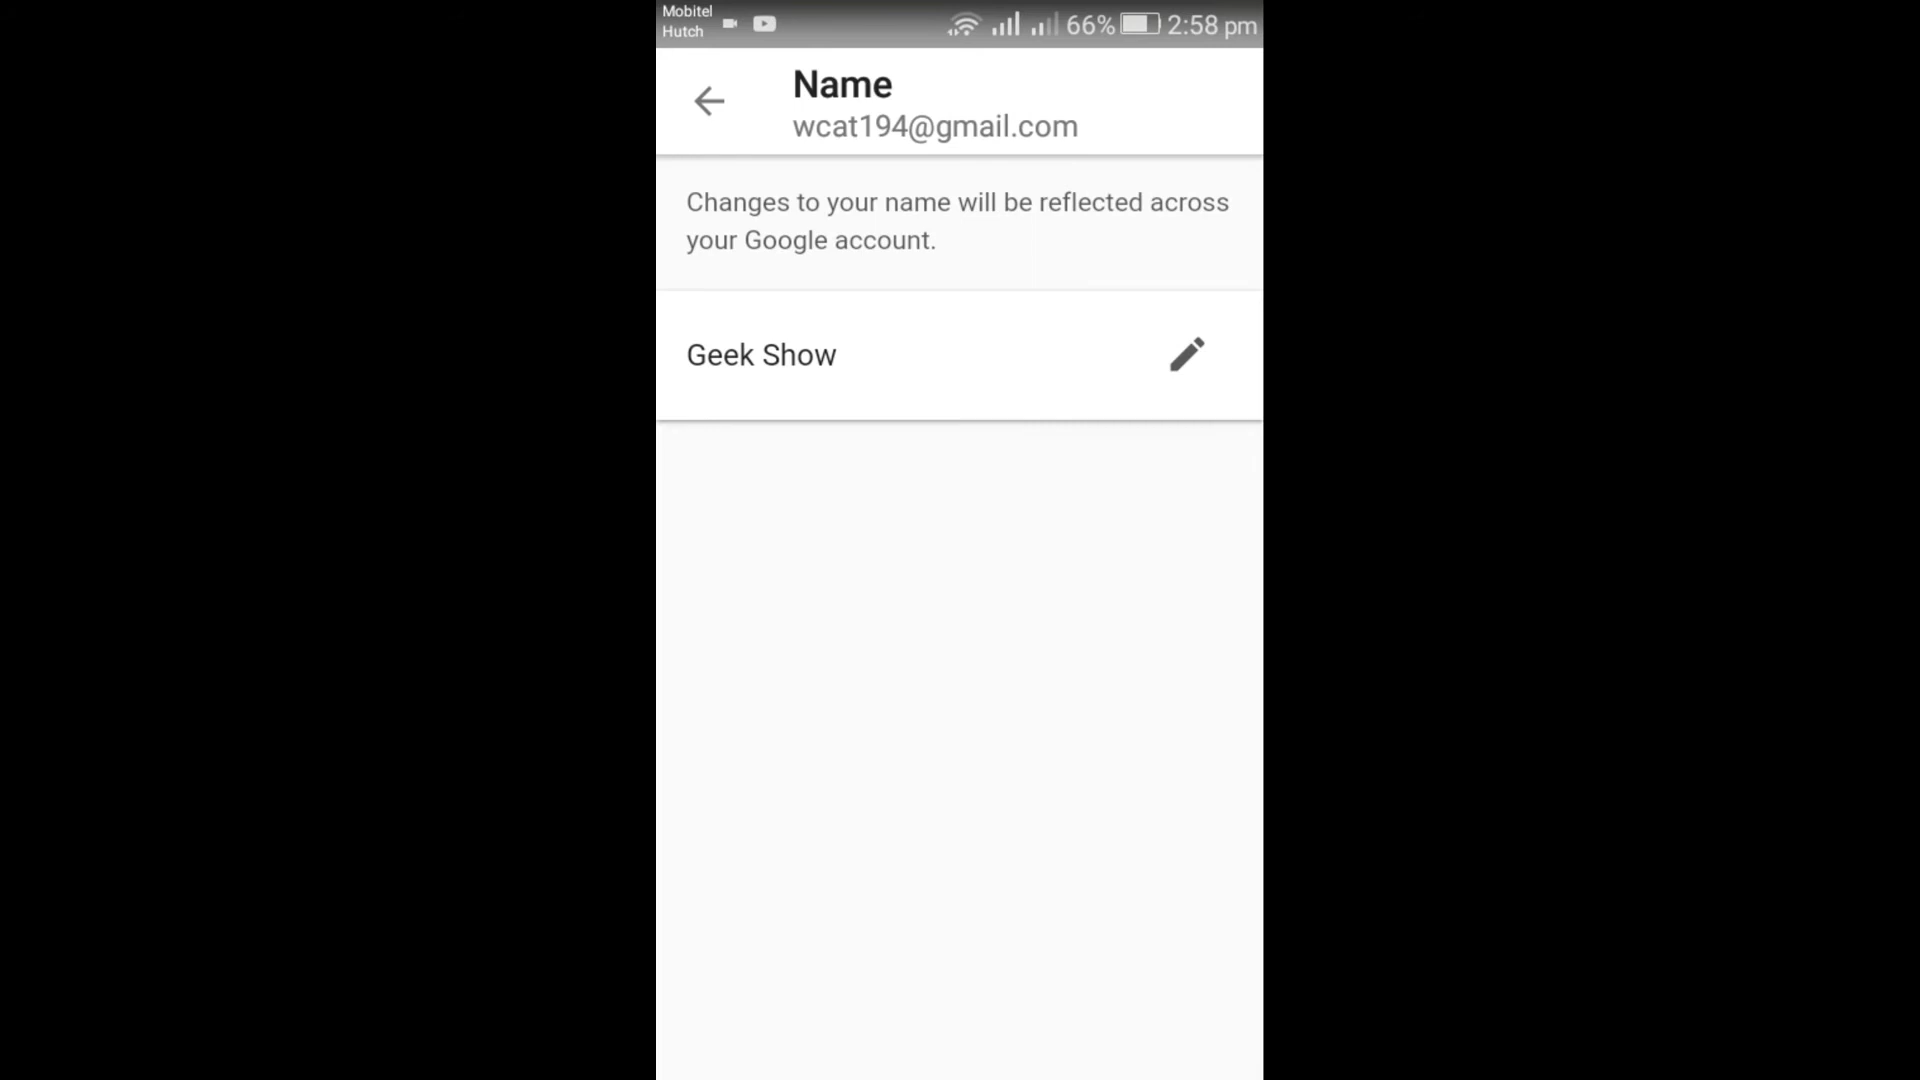 Mobitel
Hutch
66% 2:58 pm
Name
wcat194@gmail.com
Changes to your name will be reflected across
your Google account.
Geek Show